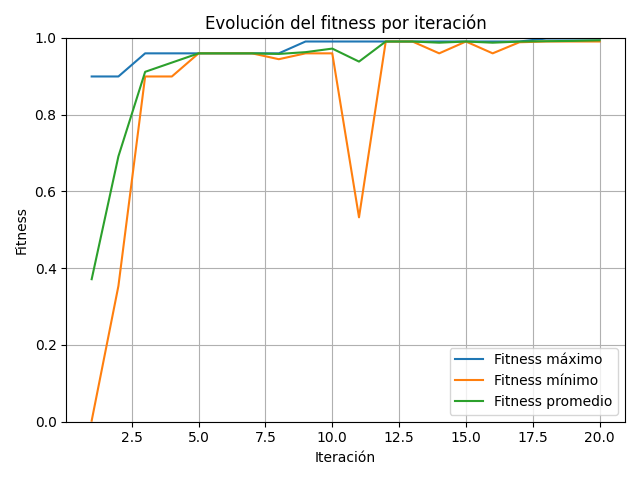 Evolución del fitness por iteración
1.0
0.8
0.6
0.4
0.2
0.0
Fitness
2.5 5.0 7.5 10.0 12.5 15.0 17.5 20.0
Iteración
Fitness máximo
Fitness mínimo
Fitness promedio